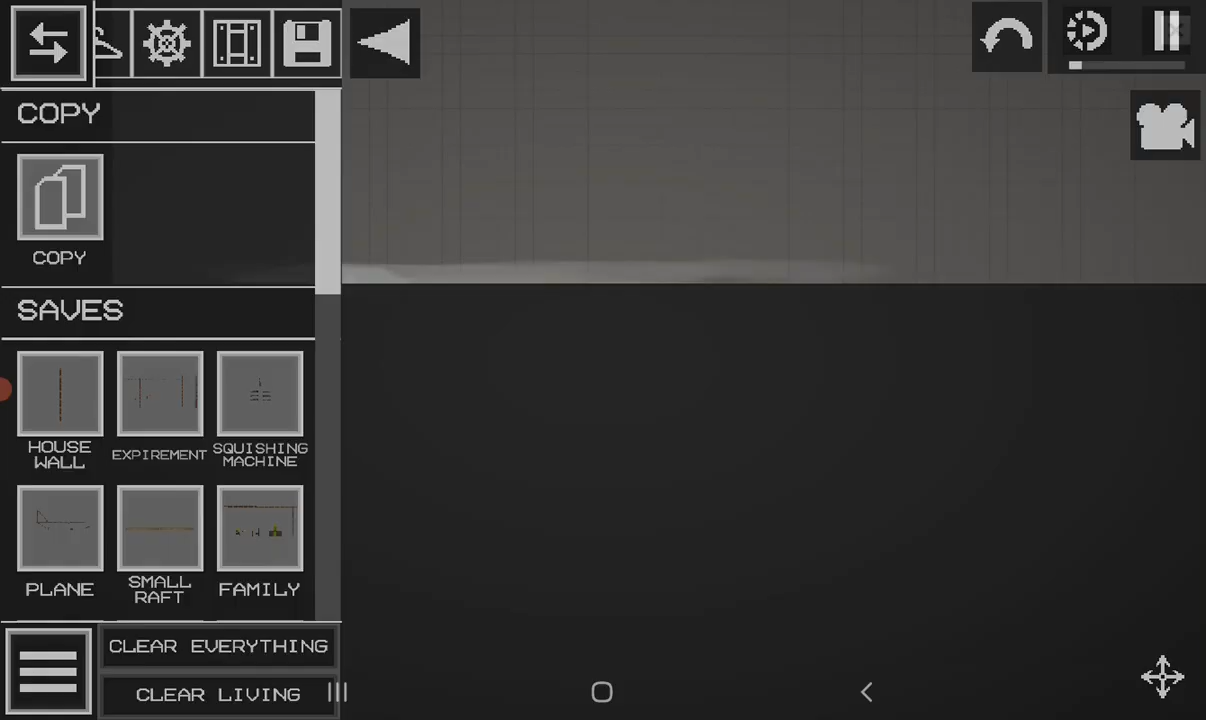 COPY
COPY
SAVES
HOUSE
WALL
EXPIREMENT
SQUISHING
MACHINE
PLANE
SMALL
RAFT
FAMILY
CLEAR EVERYTHING
CLEAR LIVING